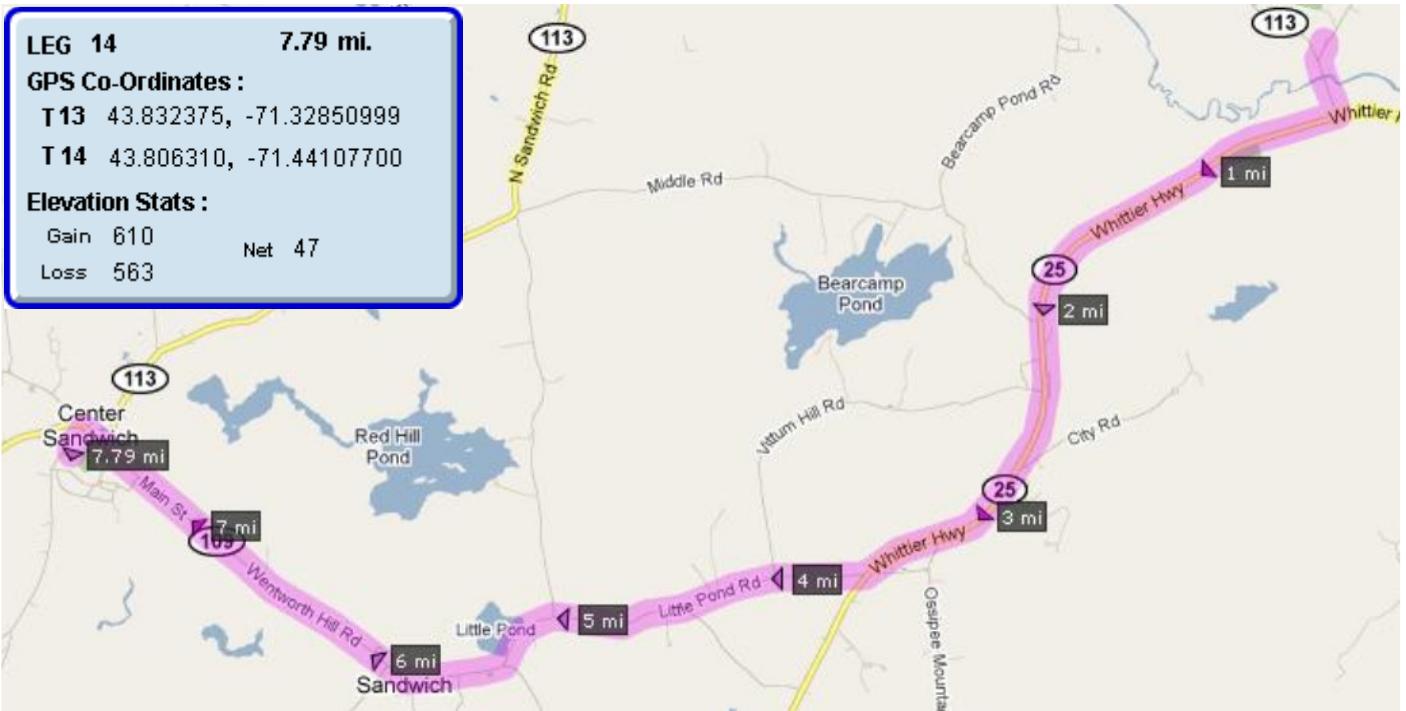 LEG 14 7.79 mi.
GPS Co-Ordinates :
T 13 43.832375, -71.32850999
T 14 43.806310, -71.44107700
Elevation Stats :
Gain 610
Net 47
Loss 563
113
113
N Sandwich Rd
Bearcamp Pond Rd
Whittier
Middle Rd
1 mi
Whittier Hwy
25
Bearcamp
Pond
2 mi
113
Center
Sandwich
7.79 mi
Red Hill
Pond
Vittum Hill Rd
City Rd
Main St
25
3 mi
7 mi
109
Whittier Hwy
Wentworth Hill Rd
4 mi
Little Pond Rd
Ossipee Mounta
5 mi
Little Pond
6 mi
Sandwich